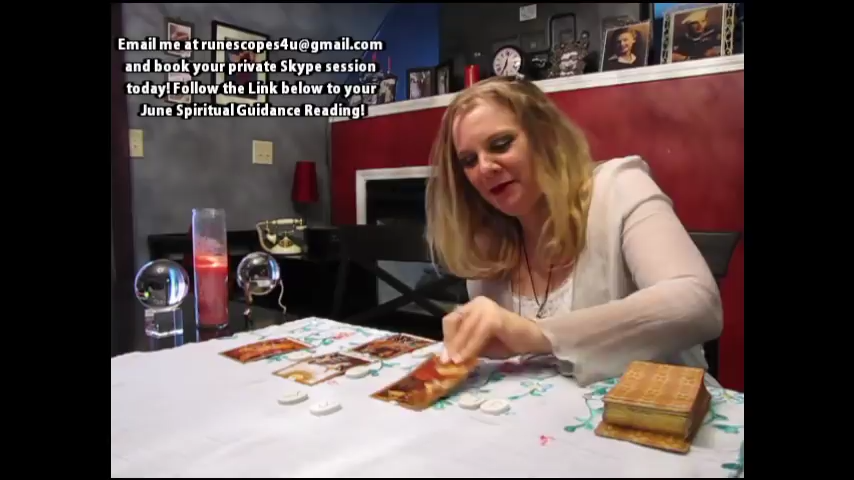 Email me at runescopes4u@gmail.com
and book your private Skype session
today! Follow the Link below to your
June Spiritual Guidance Reading!